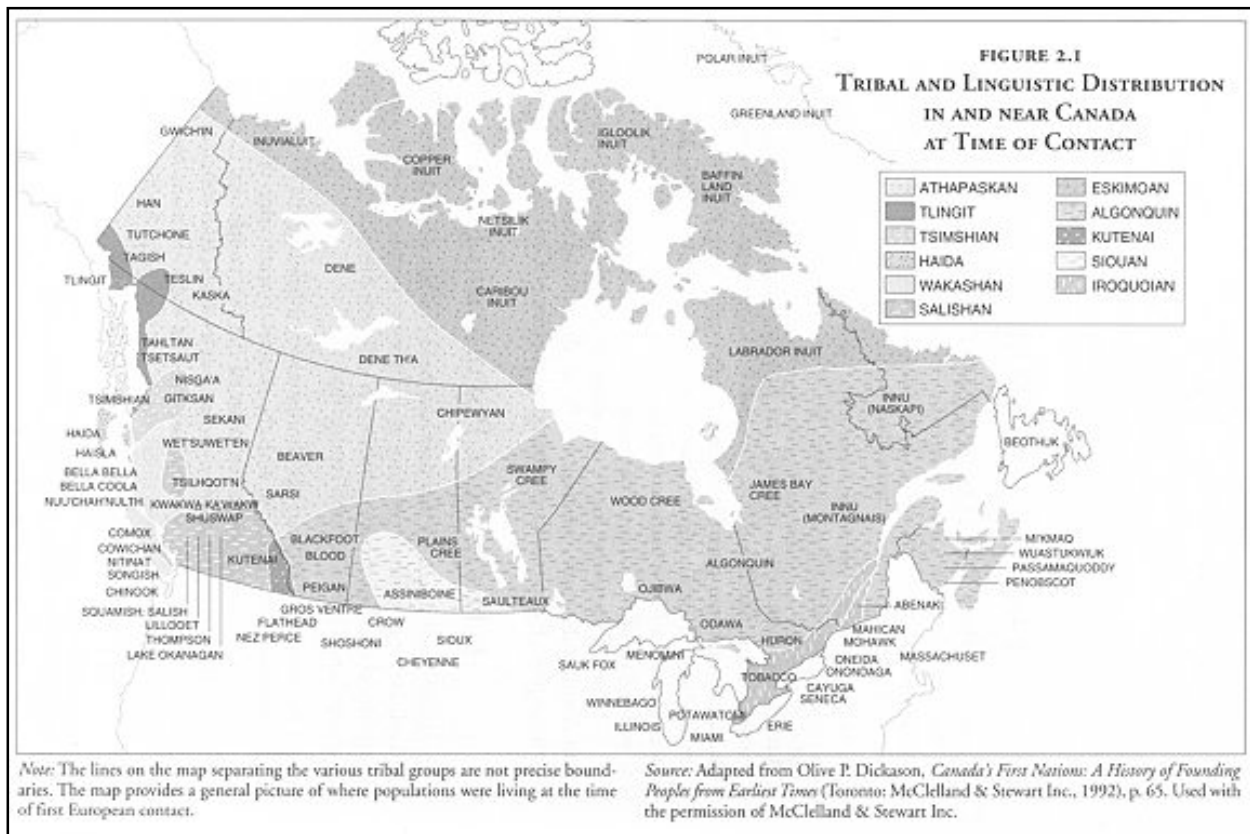 FIGURE 2.1
TRIBAL AND LINGUISTIC DISTRIBUTION
IN AND NEAR CANADA
AT TIME OF CONTACT
ATHAPASKAN
TLINGIT
TSIMSHIAN
HAIDA
WAKASHAN
SALISHAN
ESKIMOAN
ALGONQUIN
KUTENAI
SIOUAN
IROQUOIAN
POLAR INUIT
GREENLAND INUIT
GWICH'IN
INUVIALUIT
COPPER
INUIT
IGLOOLIK
INUIT
BAFFIN
LAND
INUIT
HAN
TUTCHONE
TAGISH
TLINGIT
TESLIN
KASKA
DENE
NETSILIK
INUIT
CARIBOU
INUIT
LABRADOR INUIT
TAHLTAN
TSETSAUT
DENE TH'A
NISGA'A
TSIMSHIAN
GITKSAN
SEKANI
CHIPEWYAN
INNU
(NASKAPI)
BEOTHUK
HAIDA
HAISLA
WET'SUWET'EN
BEAVER
SWAMPY
CREE
WOOD CREE
JAMES BAY
CREE
INNU
(MONTAGNAIS)
BELLA BELLA
BELLA COOLA
NUU'CHAH'NULTH
TSILHQOT'N
SARSI
KWAKWA-KA'WAKW
SHUSWAP
COMOX
COWICHAN
NITINAT
SONGISH
CHINOOK
KUTENAI
BLACKFOOT
BLOOD
PEIGAN
PLAINS
CREE
ASSINIBOINE
SAULTEAUX
ALGONQUIN
OJIBWA
ODAWA
HURON
TOBACCO
MI'KMAQ
WUASTUKWIUK
PASSAMAQUODDY
PENOBSCOT
ABENAKI
MAHICAN
MOHAWK
MASSACHUSET
ONEIDA
ONONDAGA
CAYUGA
SENECA
ERIE
SQUAMISH: SALISH
LILLOOET
THOMPSON
LAKE OKANAGAN
GROS VENTRE
FLATHEAD
NEZ PERCE
SHOSHONI
CROW
SIOUX
CHEYENNE
SAUK FOX
MENOMINI
WINNEBAGO
ILLINOIS
POTAWATOMI
MIAMI
Note: The lines on the map separating the various tribal groups are not precise bound-
aries. The map provides a general picture of where populations were living at the time
of first European contact.
Source: Adapted from Olive P. Dickason, Canada's First Nations: A History of Founding
Peoples from Earliest Times (Toronto: McClelland & Stewart Inc., 1992), p. 65. Used with
the permission of McClelland & Stewart Inc.